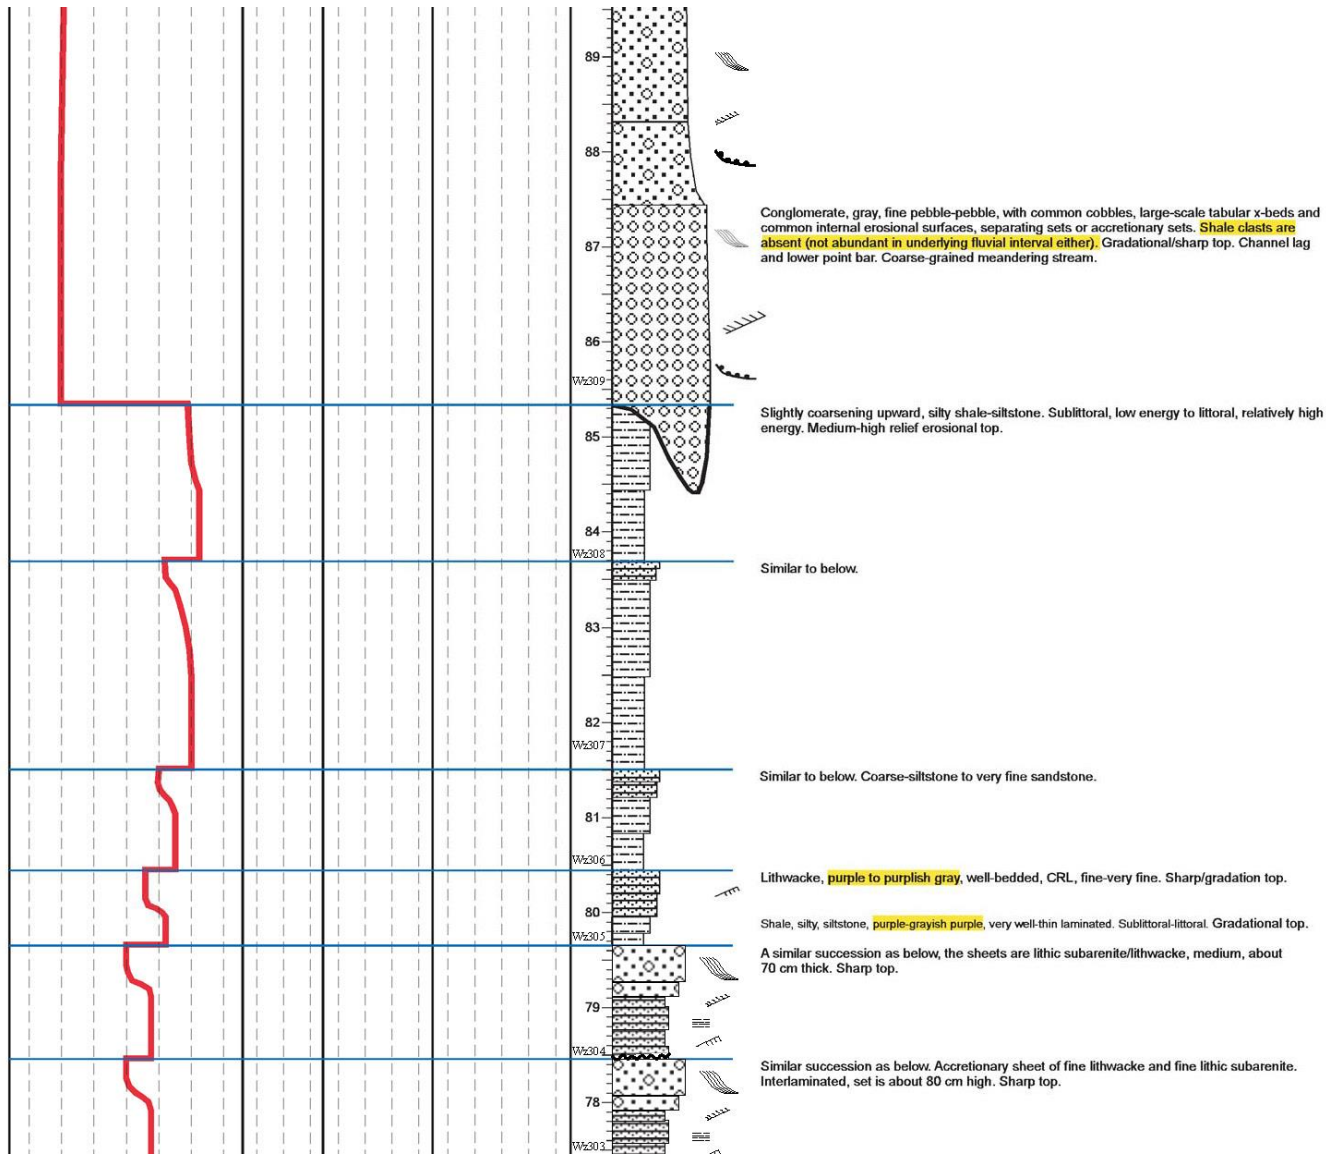 89
88
Conglomerate, gray, fine pebble-pebble, with common cobbles, large-scale tabular x-beds and
common internal erosional surfaces, separating sets or accretionary sets. Shale clasts are
absent (not abundant in underlying fluvial interval either). Gradational/sharp top. Channel lag
and lower point bar. Coarse-grained meandering stream.
87
86
Wz309
Slightly coarsening upward, silty shale-siltstone. Sublittoral, low energy to littoral, relatively high
energy. Medium-high relief erosional top.
85
84
Wz308
Similar to below.
83
82
Wz307
Similar to below. Coarse-siltstone to very fine sandstone.
81
Wz306
Lithwacke, purple to purplish gray, well-bedded, CRL, fine-very fine. Sharp/gradation top.
80
Shale, silty, siltstone, purple-grayish purple, very well-thin laminated. Sublittoral-littoral. Gradational top.
Wz305
A similar succession as below, the sheets are lithic subarenite/lithwacke, medium, about
70 cm thick. Sharp top.
79
Wz304
Similar succession as below. Accretionary sheet of fine lithwacke and fine lithic subarenite.
Interlaminated, set is about 80 cm high. Sharp top.
78
Wz303